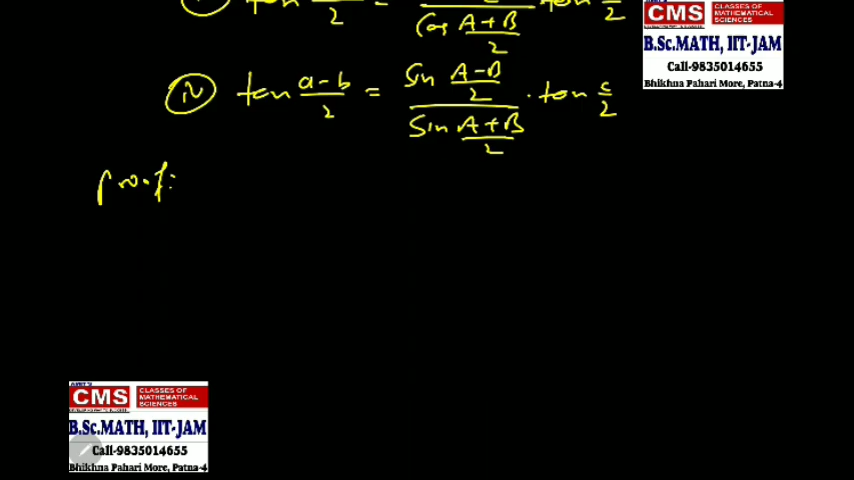 cos A+B/2
(iv) tan a-b/2 = sin A-B/2 / sin A+B/2 . tan c/2
Proof:
CMS CLASSES OF MATHEMATICAL SCIENCES
B.Sc.MATH, IIT-JAM
Call-9835014655
Bhikhna Pahari More, Patna-4
CMS CLASSES OF MATHEMATICAL SCIENCES
B.Sc.MATH, IIT-JAM
Call-9835014655
Bhikhna Pahari More, Patna-4